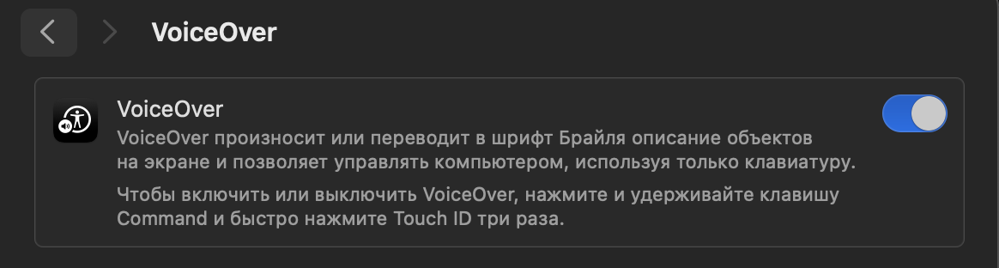 VoiceOver
VoiceOver
VoiceOver произносит или переводит в шрифт Брайля описание объектов
на экране и позволяет управлять компьютером, используя только клавиатуру.
Чтобы включить или выключить VoiceOver, нажмите и удерживайте клавишу
Command и быстро нажмите Touch ID три раза.